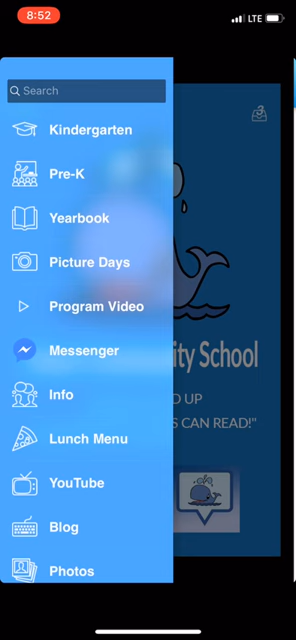 8:52
LTE
Search
Kindergarten
Pre-K
Yearbook
Picture Days
Program Video
Messenger
ity School
Info
D UP
S CAN READ!"
Lunch Menu
YouTube
Blog
Photos